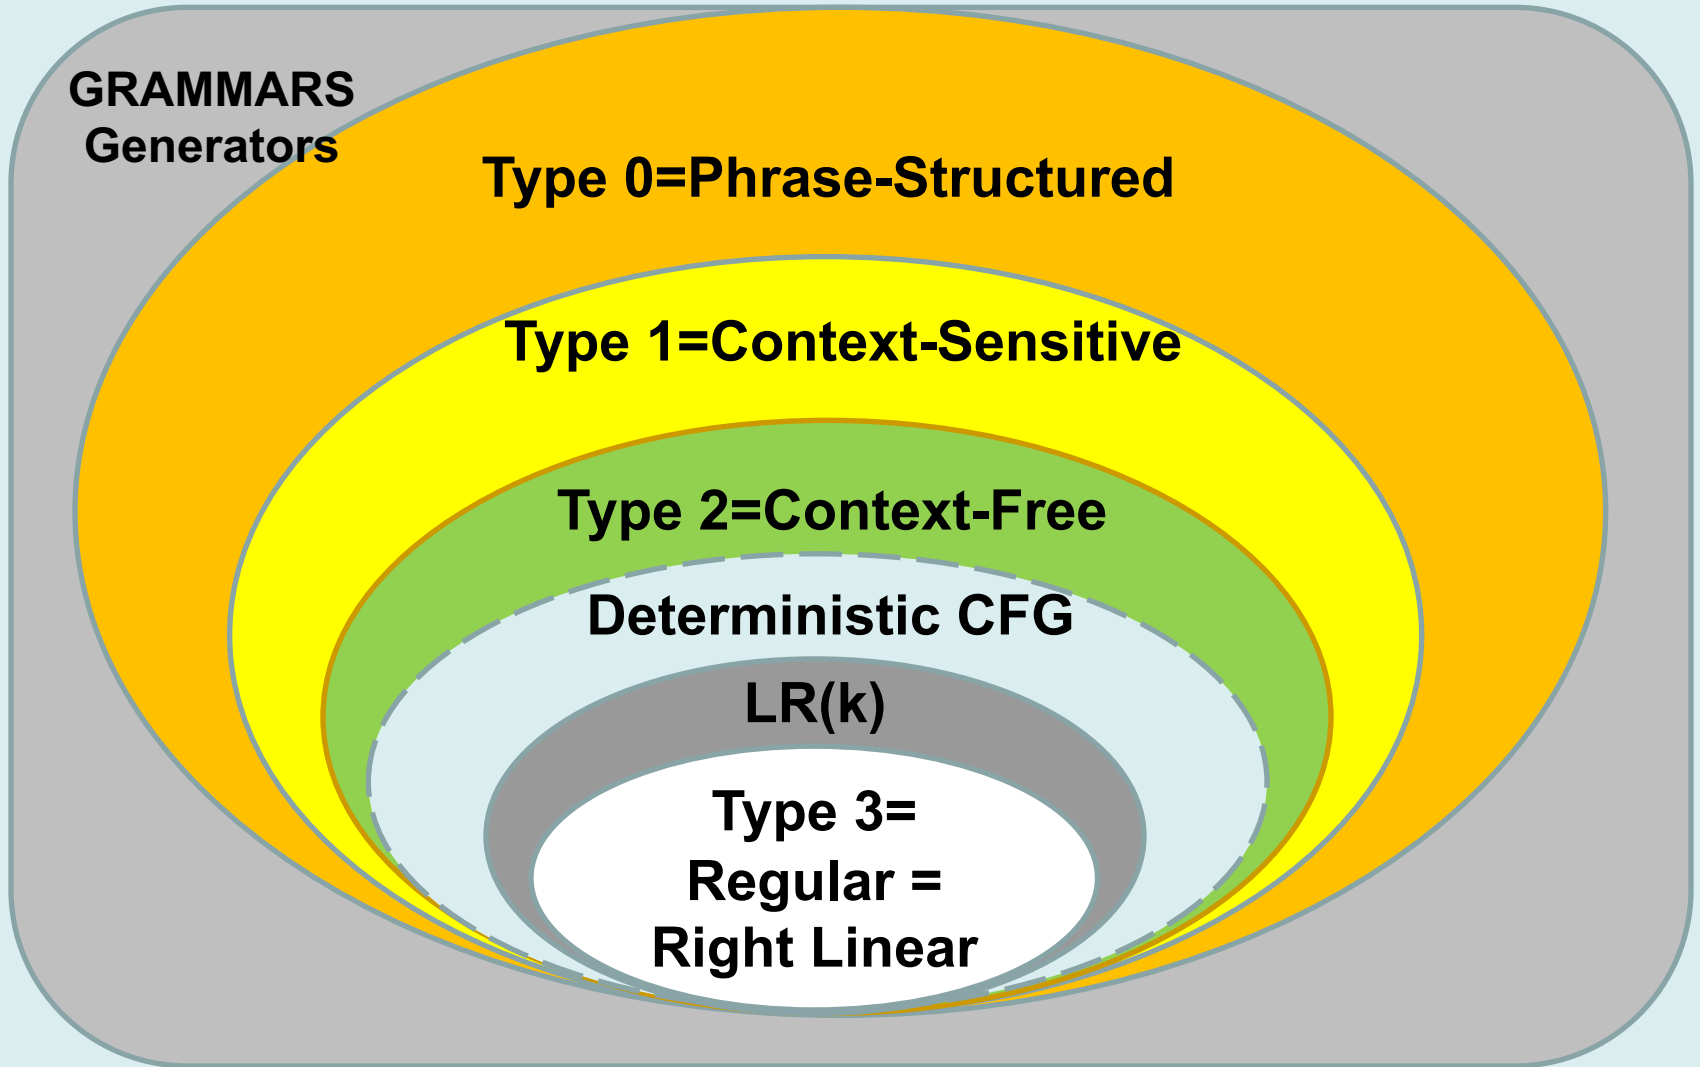 GRAMMARS
Generators
Type 0=Phrase-Structured
Type 1=Context-Sensitive
Type 2=Context-Free
Deterministic CFG
LR(k)
Type 3=
Regular =
Right Linear